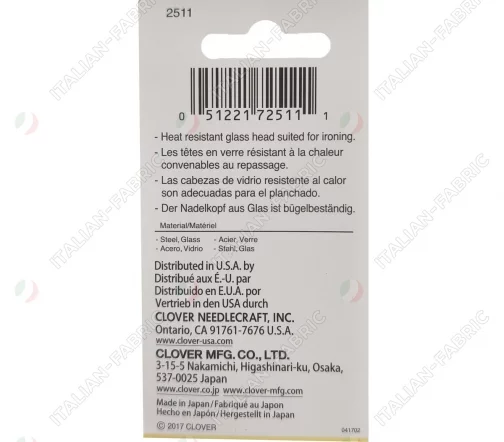 2511
0 51221 72511 1
- Heat resistant glass head suited for ironing.
- Les têtes en verre résistant à la chaleur
convenables au repassage.
- Las cabezas de vidrio resistente al calor
son adecuadas para el planchado.
- Der Nadelkopf aus Glas ist bügelbeständig.
Material/Matériel
- Steel, Glass - Acier, Verre
- Acero, Vidrio - Stahl, Glas
Distributed in U.S.A. by
Distribué aux É.-U. par
Distribuido en E.U.A. por
Vertrieb in den USA durch
CLOVER NEEDLECRAFT, INC.
Ontario, CA 91761-7676 U.S.A.
www.clover-usa.com
CLOVER MFG. CO., LTD.
3-15-5 Nakamichi, Higashinari-ku, Osaka,
537-0025 Japan
www.clover.co.jp www.clover-mfg.com
Made in Japan/Fabriqué au Japon
Hecho en Japón/Hergestellt in Japan
© 2017 CLOVER
041702
ITALIAN-FABRIC